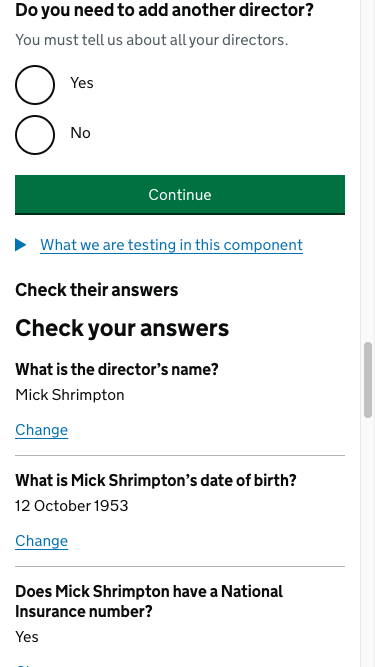 Do you need to add another director?
You must tell us about all your directors.
Yes
No
Continue
What we are testing in this component
Check their answers
Check your answers
What is the director’s name?
Mick Shrimpton
Change
What is Mick Shrimpton’s date of birth?
12 October 1953
Change
Does Mick Shrimpton have a National
Insurance number?
Yes